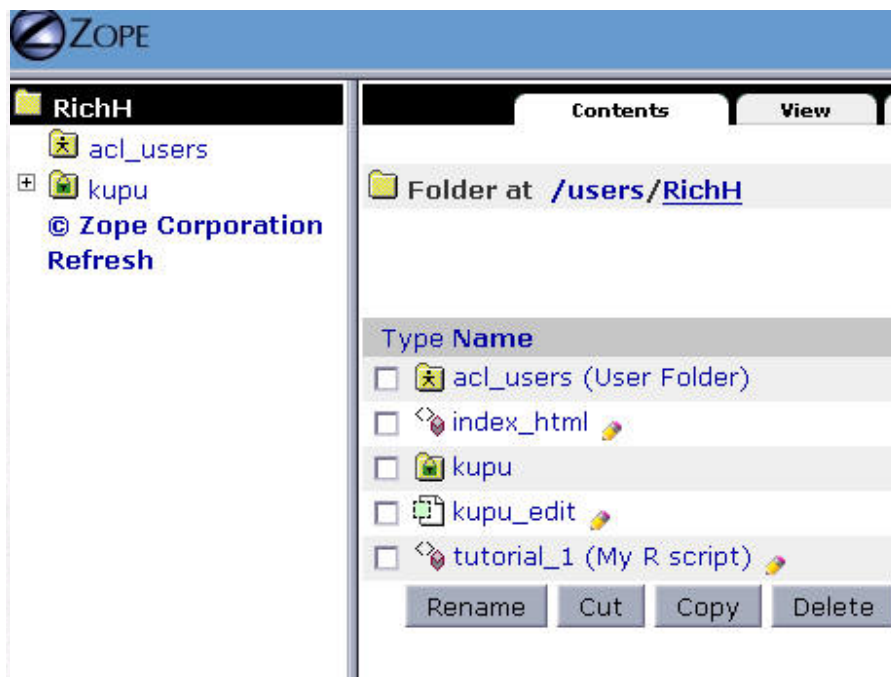 ZOPE
RichH
acl_users
kupu
© Zope Corporation
Refresh
Contents View
Folder at /users/RichH
Type Name
acl_users (User Folder)
index_html
kupu
kupu_edit
tutorial_1 (My R script)
Rename Cut Copy Delete